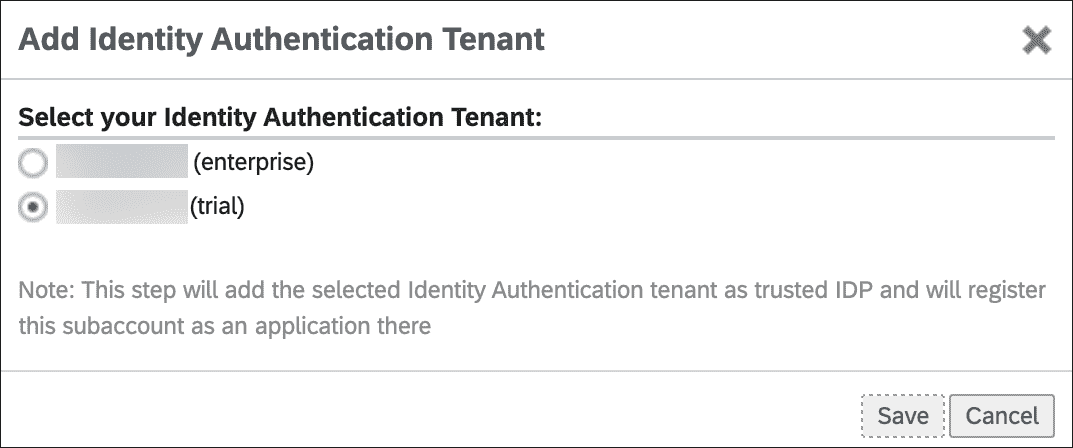 Add Identity Authentication Tenant
Select your Identity Authentication Tenant:
(enterprise)
(trial)
Note: This step will add the selected Identity Authentication tenant as trusted IDP and will register
this subaccount as an application there
Save Cancel